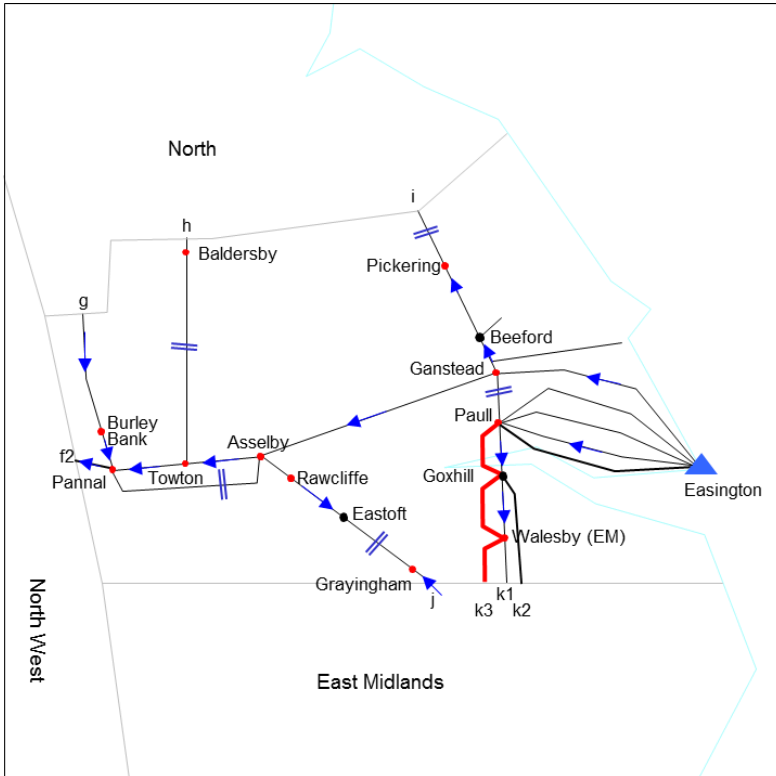 North
i
h
Baldersby
Pickering
g
Beeford
Ganstead
Paull
Burley
Bank
Asselby
f2
Pannal
Towton
Rawcliffe
Goxhill
Easington
Eastoft
Walesby (EM)
Grayingham
j
k3
k1
k2
North West
East Midlands